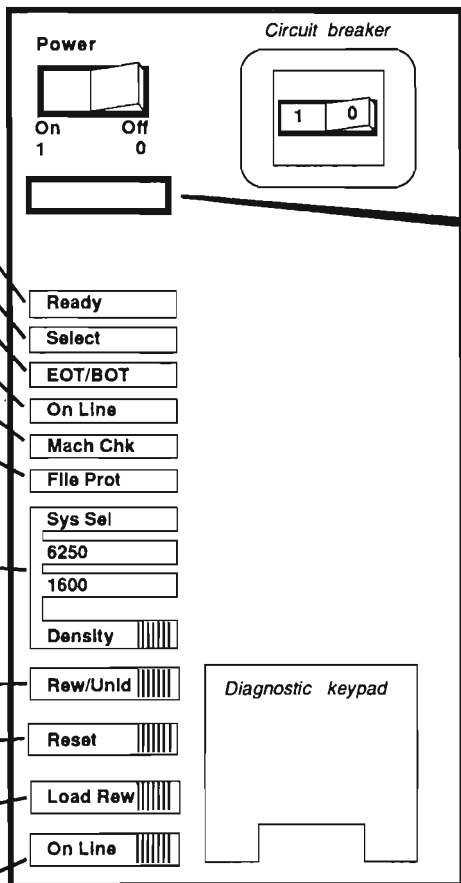 Circuit breaker
Power
1 0
On Off
1 0
Ready
Select
EOT/BOT
On Line
Mach Chk
File Prot
Sys Sel
6250
1600
Density
Rew/Unld
Diagnostic keypad
Reset
Load Rew
On Line